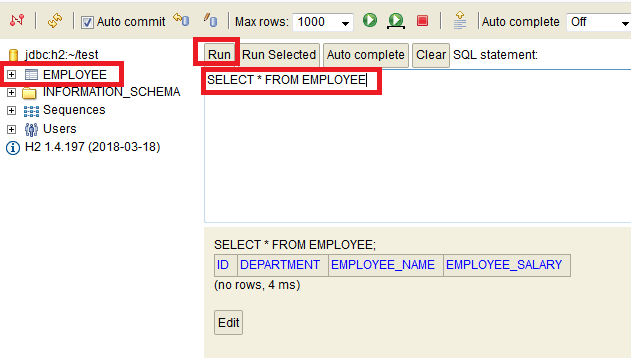 Auto commit Max rows: 1000 Auto complete Off
jdbc:h2:~/test
EMPLOYEE
INFORMATION_SCHEMA
Sequences
Users
H2 1.4.197 (2018-03-18)
Run Run Selected Auto complete Clear SQL statement:
SELECT * FROM EMPLOYEE
SELECT * FROM EMPLOYEE;
ID DEPARTMENT EMPLOYEE_NAME EMPLOYEE_SALARY
(no rows, 4 ms)
Edit